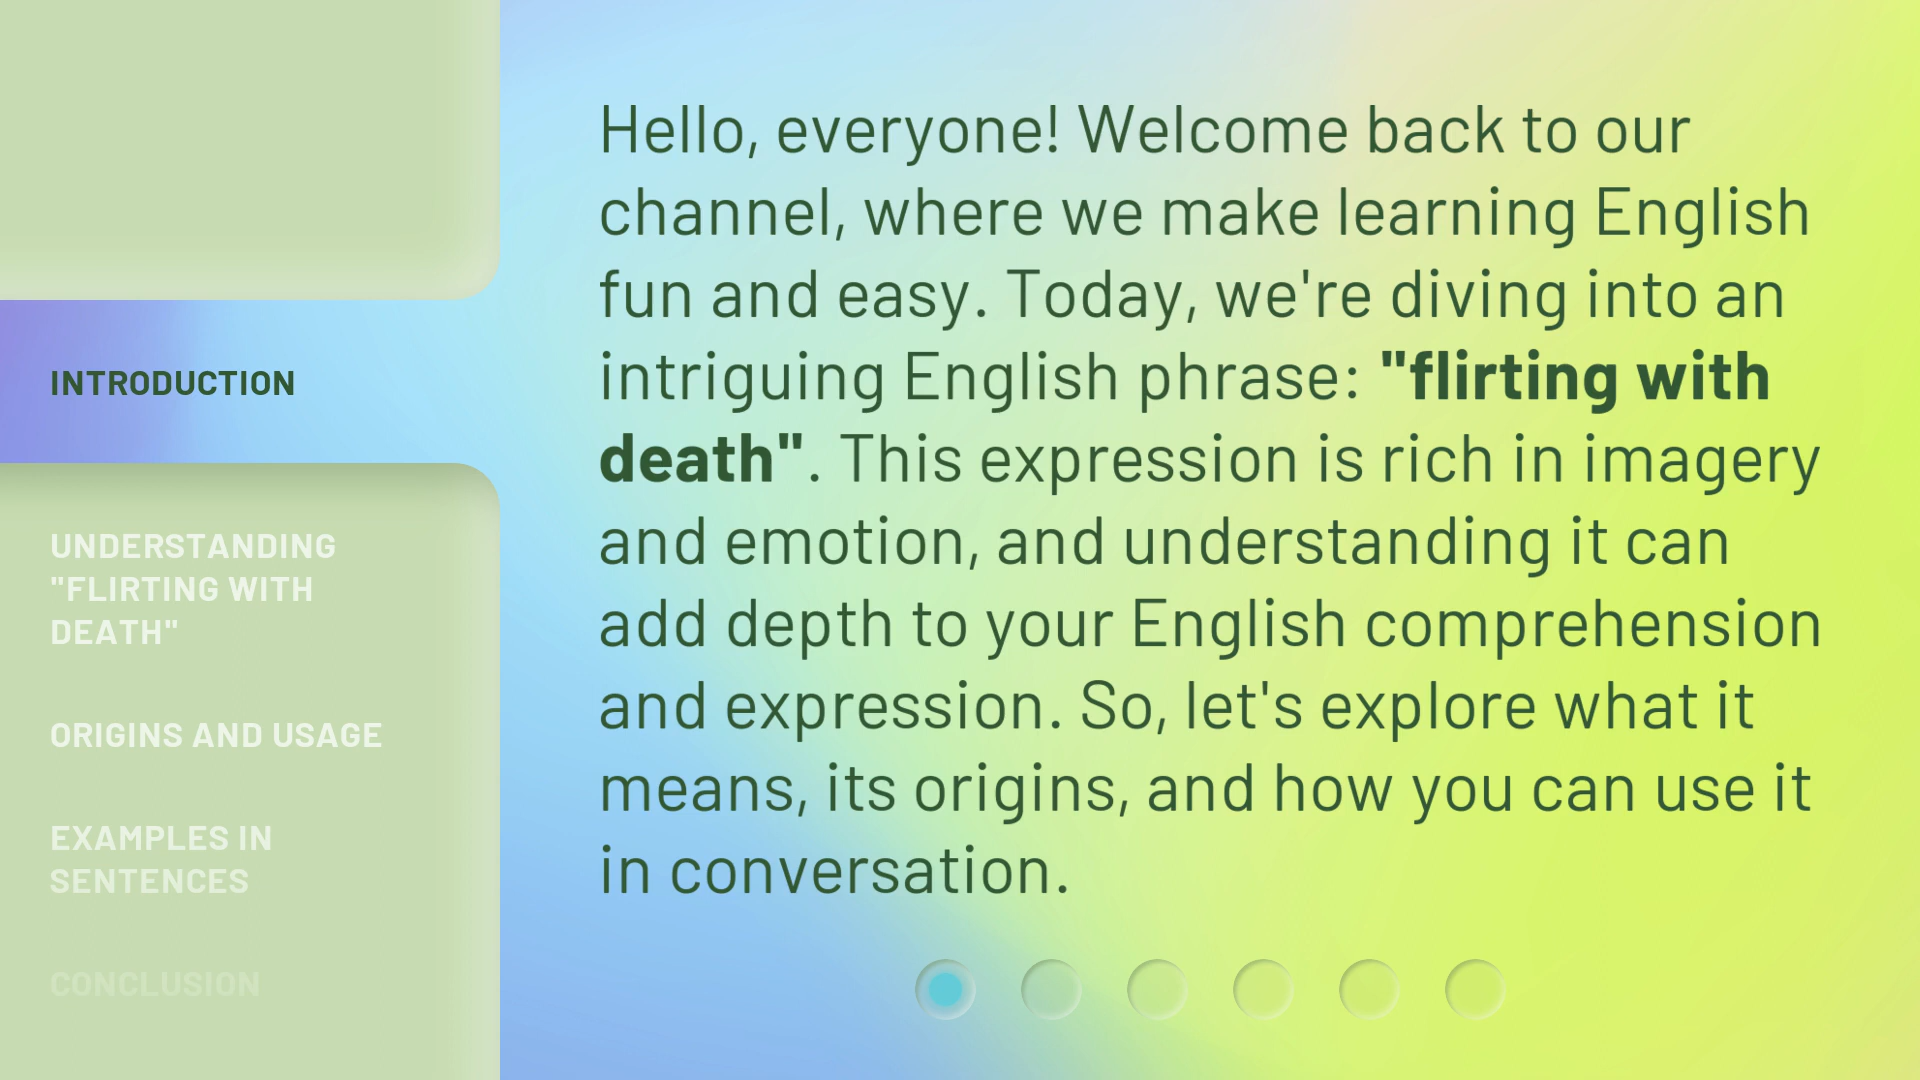 INTRODUCTION
UNDERSTANDING
"FLIRTING WITH
DEATH"
ORIGINS AND USAGE
EXAMPLES IN
SENTENCES
CONCLUSION
Hello, everyone! Welcome back to our
channel, where we make learning English
fun and easy. Today, we're diving into an
intriguing English phrase: "flirting with
death". This expression is rich in imagery
and emotion, and understanding it can
add depth to your English comprehension
and expression. So, let's explore what it
means, its origins, and how you can use it
in conversation.